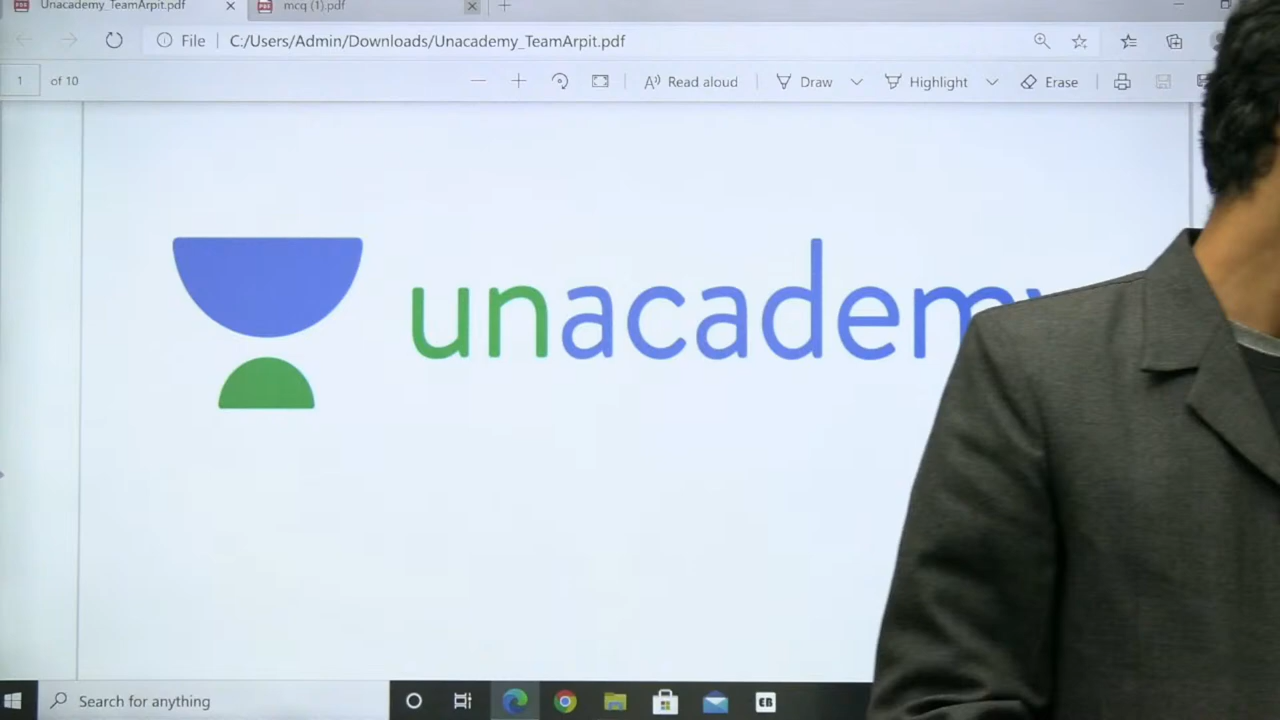 Unacademy_TeamArpit.pdf
mcq (1).pdf
File
C:/Users/Admin/Downloads/Unacademy_TeamArpit.pdf
1 of 10
Read aloud
Draw
Highlight
Erase
unacademy
Search for anything